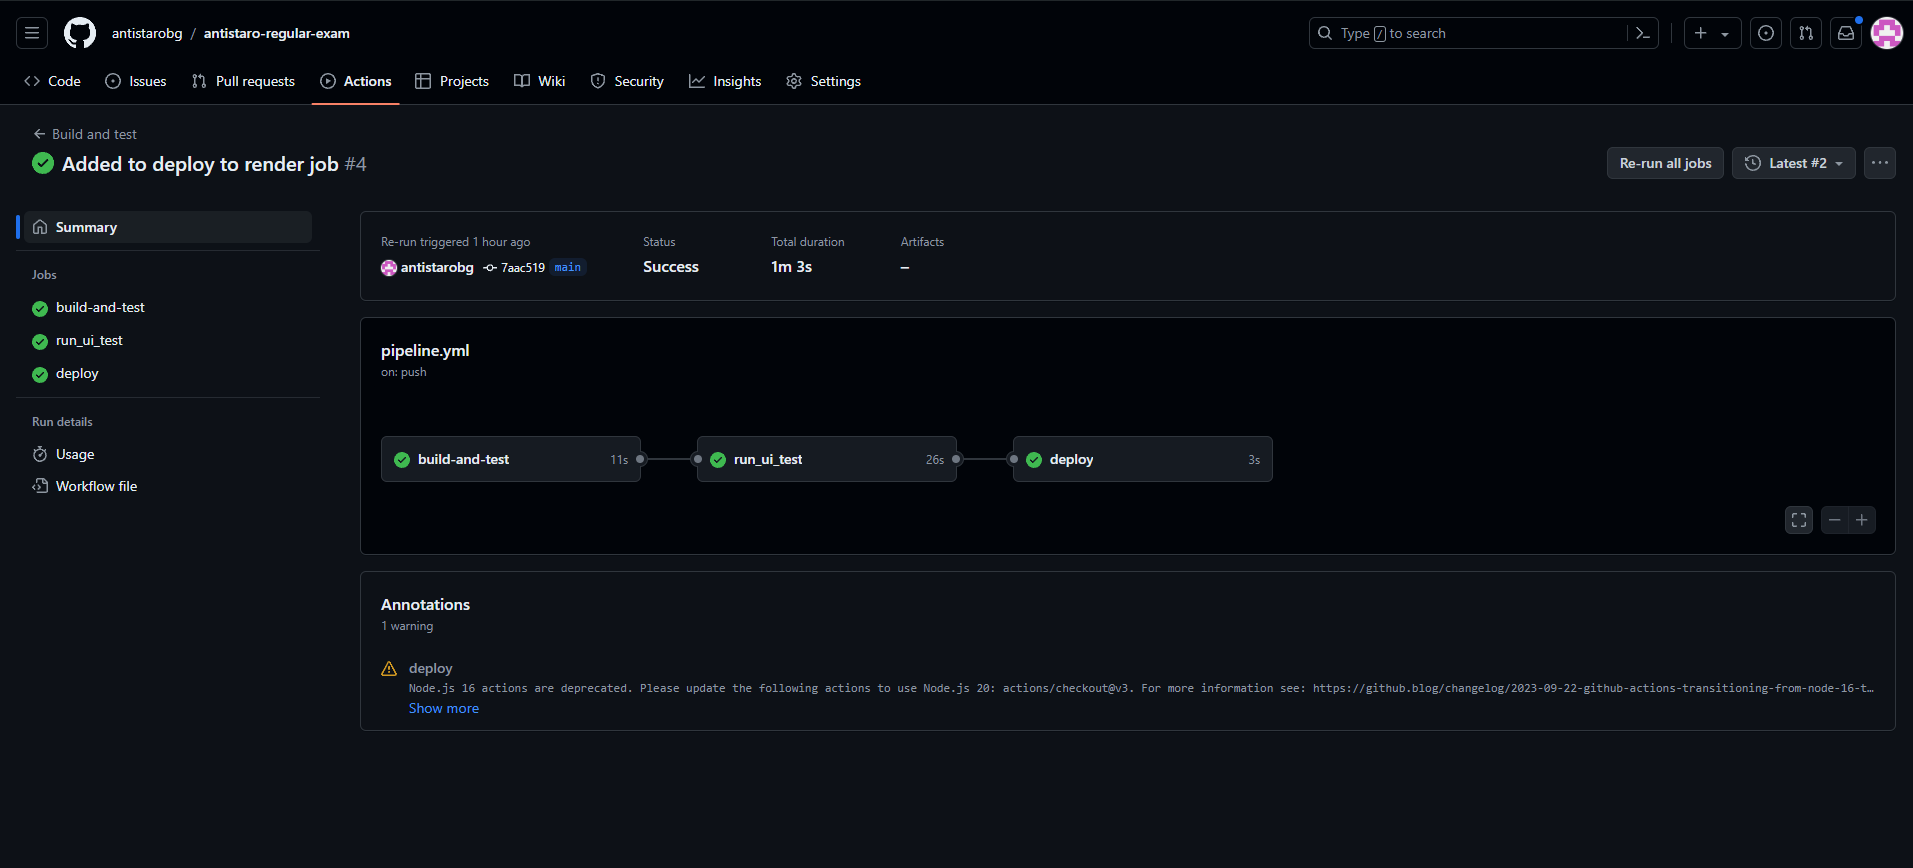 antistarobg / antistaro-regular-exam
Type / to search
Code Issues Pull requests Actions Projects Wiki Security Insights Settings
Build and test
Added to deploy to render job #4
Re-run all jobs
Latest #2
Summary
Jobs
build-and-test
run_ui_test
deploy
Run details
Usage
Workflow file
Re-run triggered 1 hour ago
antistarobg 7aac519 main
Status
Success
Total duration
1m 3s
Artifacts
–
pipeline.yml
on: push
build-and-test 11s
run_ui_test 26s
deploy 3s
Annotations
1 warning
deploy
Node.js 16 actions are deprecated. Please update the following actions to use Node.js 20: actions/checkout@v3. For more information see: https://github.blog/changelog/2023-09-22-github-actions-transitioning-from-node-16-t…
Show more